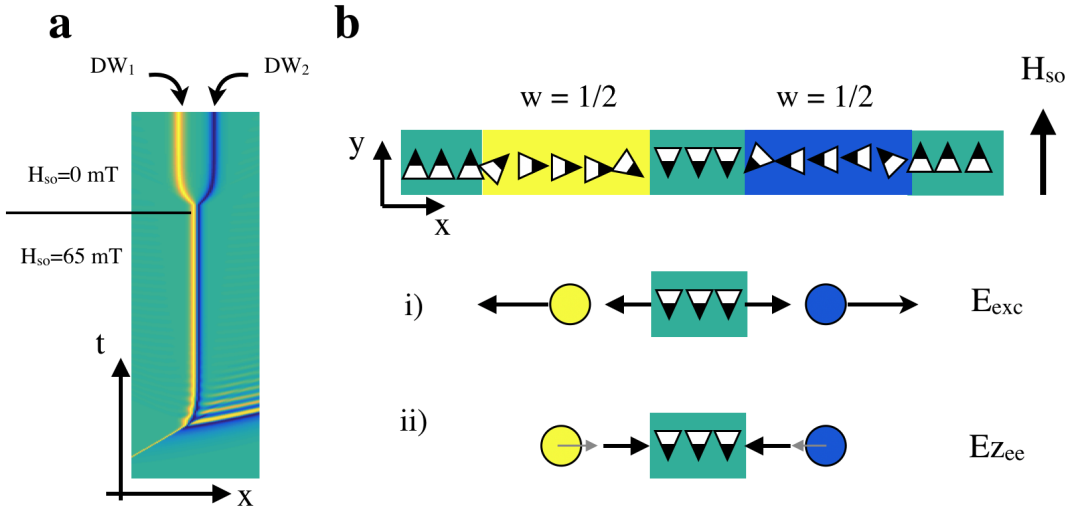 a
DW₁ DW₂
Hso=0 mT
Hso=65 mT
t
x
b
w = 1/2 w = 1/2
Hso
y
x
i) Eexc
ii) Ezee